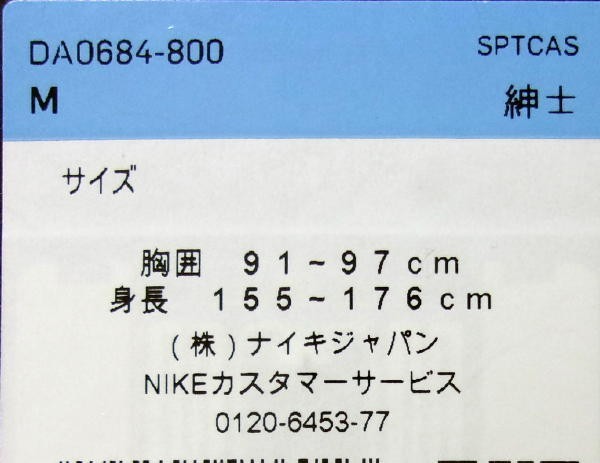 DA0684-800 SPTCAS
M 紳士
サイズ
胸囲 91~97cm
身長 155~176cm
(株)ナイキジャパン
NIKEカスタマーサービス
0120-6453-77